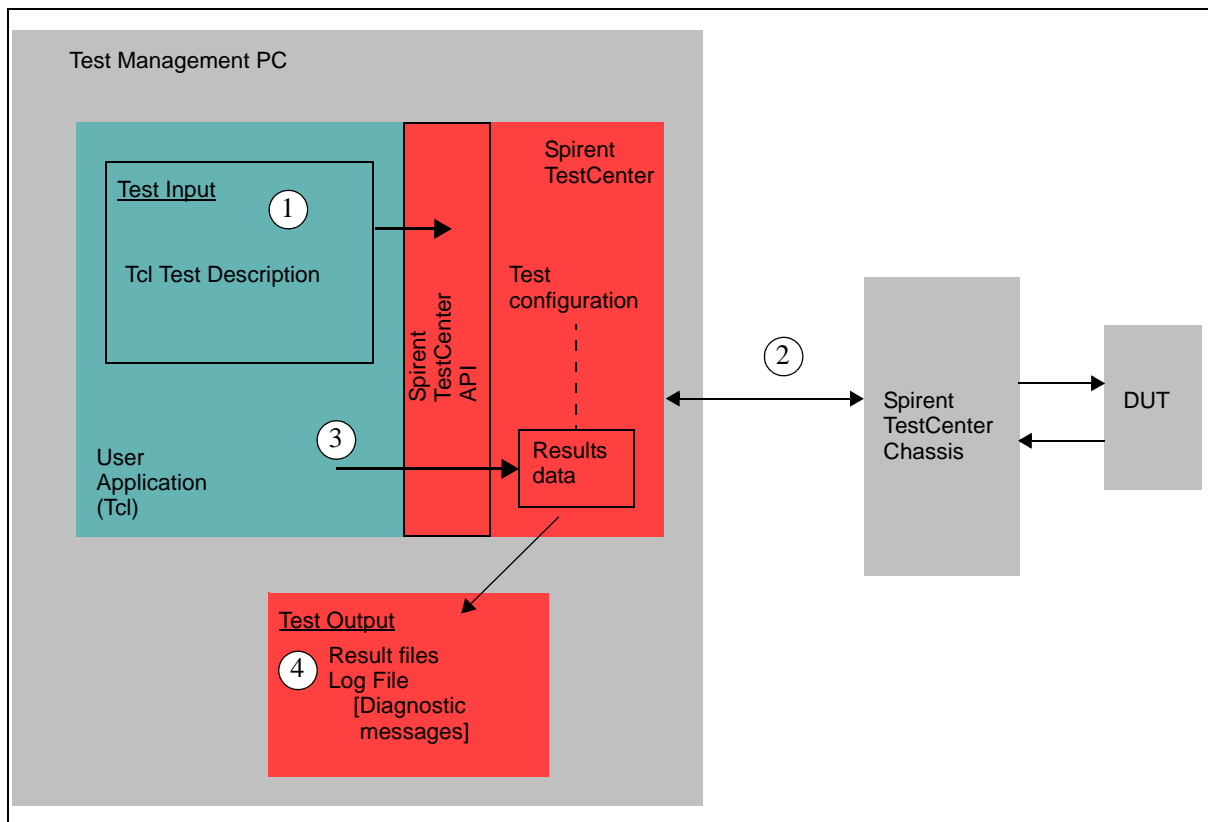 Test Management PC
Spirent
TestCenter
Test Input
1
Tcl Test Description
Test
configuration
Spirent
TestCenter
API
2
Spirent
TestCenter
Chassis
DUT
3
Results
data
User
Application
(Tcl)
Test Output
4
Result files
Log File
[Diagnostic
messages]